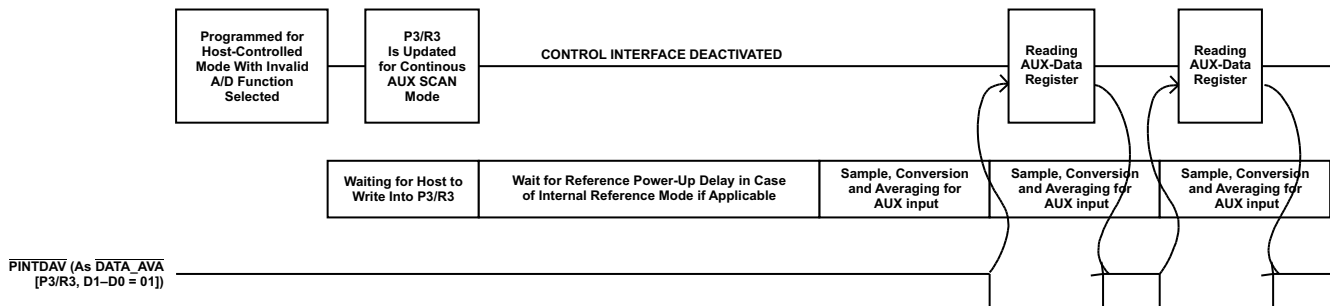 Programmed for
Host-Controlled
Mode With Invalid
A/D Function
Selected
P3/R3
Is Updated
for Continous
AUX SCAN
Mode
CONTROL INTERFACE DEACTIVATED
Reading
AUX-Data
Register
Reading
AUX-Data
Register
Waiting for Host to
Write Into P3/R3
Wait for Reference Power-Up Delay in Case
of Internal Reference Mode if Applicable
Sample, Conversion
and Averaging for
AUX input
Sample, Conversion
and Averaging for
AUX input
Sample, Conversion
and Averaging for
AUX input
PINTDAV (As DATA_AVA
[P3/R3, D1–D0 = 01])